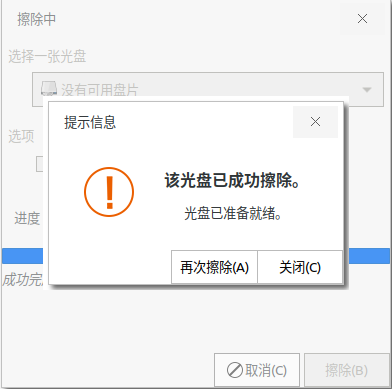 擦除中
选择一张光盘
没有可用盘片
提示信息
选项
该光盘已成功擦除。
光盘已准备就绪。
进度
再次擦除(A)
关闭(C)
成功完
取消(C)
擦除(B)